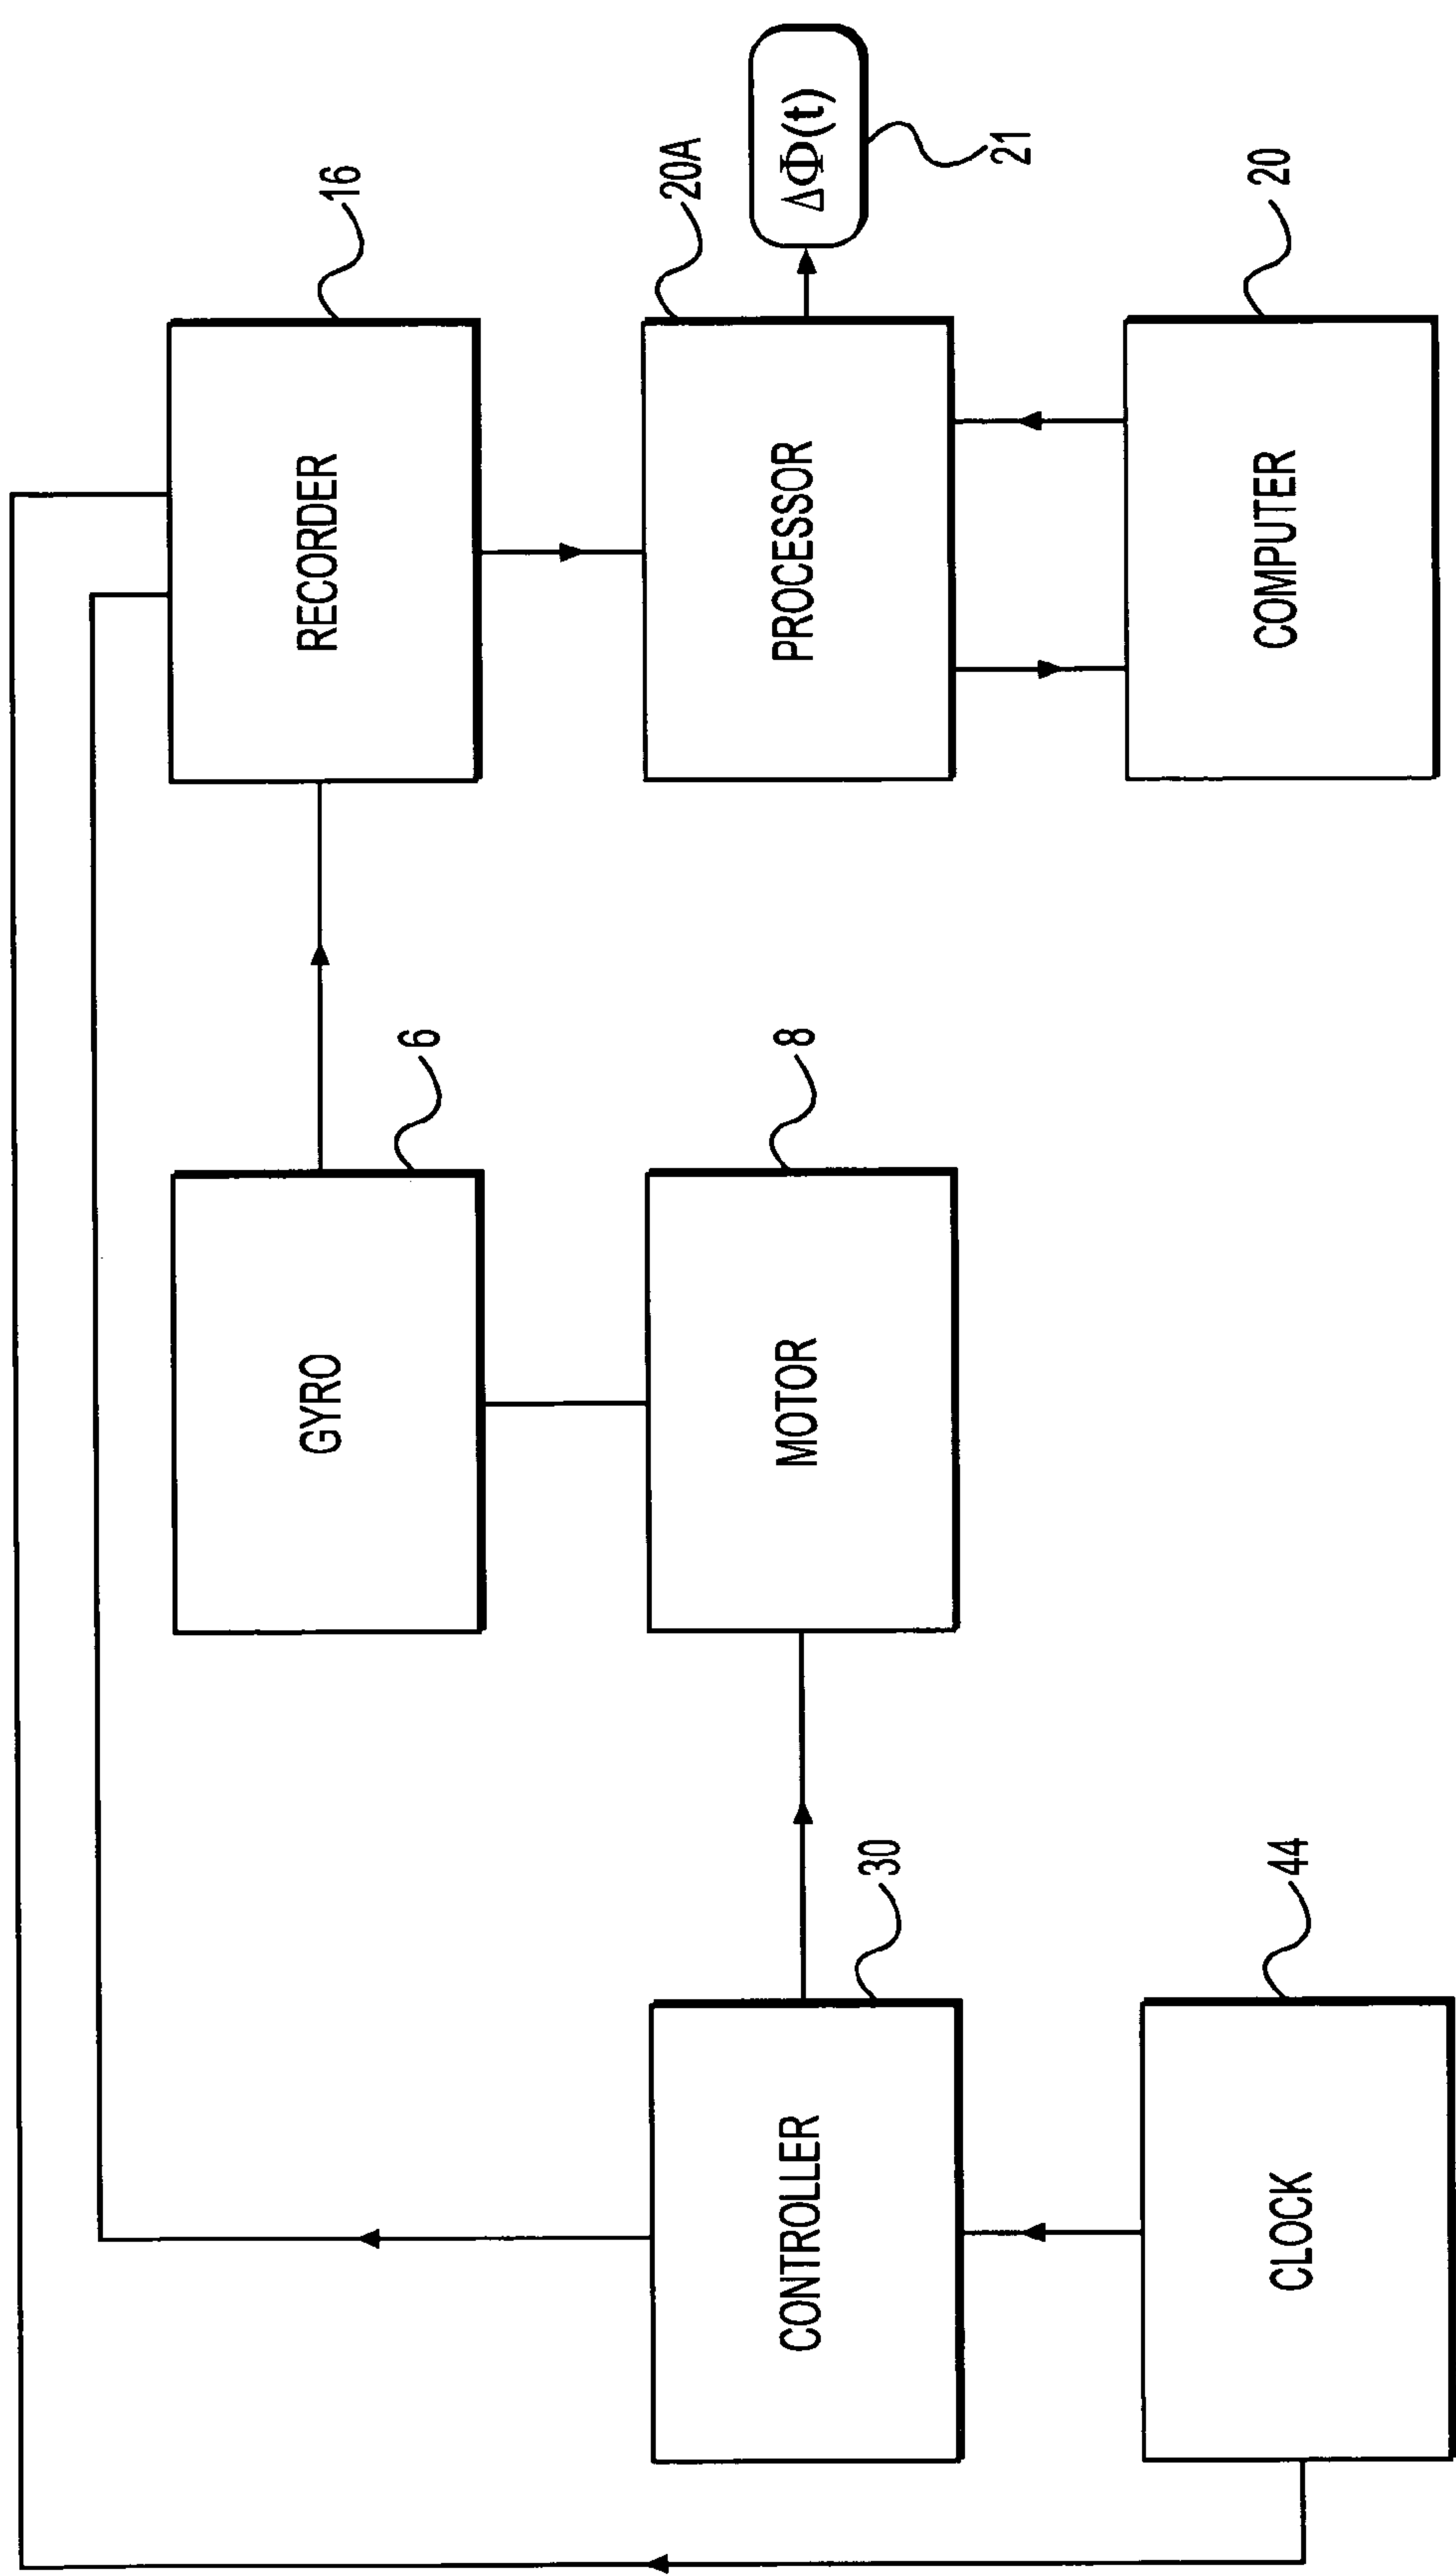 16
RECORDER
20A
PROCESSOR
ΔΦ(t)
21
20
COMPUTER
6
GYRO
8
MOTOR
30
CONTROLLER
44
CLOCK